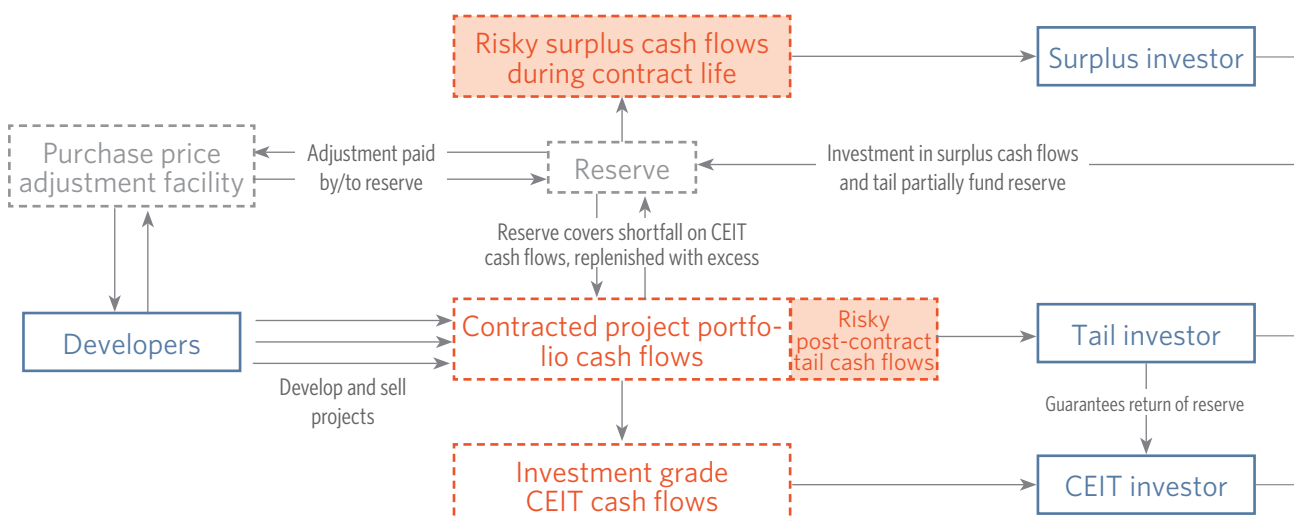 Risky surplus cash flows
during contract life
Surplus investor
Purchase price
adjustment facility
Adjustment paid
by/to reserve
Reserve
Investment in surplus cash flows
and tail partially fund reserve
Reserve covers shortfall on CEIT
cash flows, replenished with excess
Developers
Contracted project portfo-
lio cash flows
Risky
post-contract
tail cash flows
Tail investor
Develop and sell
projects
Guarantees return of reserve
Investment grade
CEIT cash flows
CEIT investor